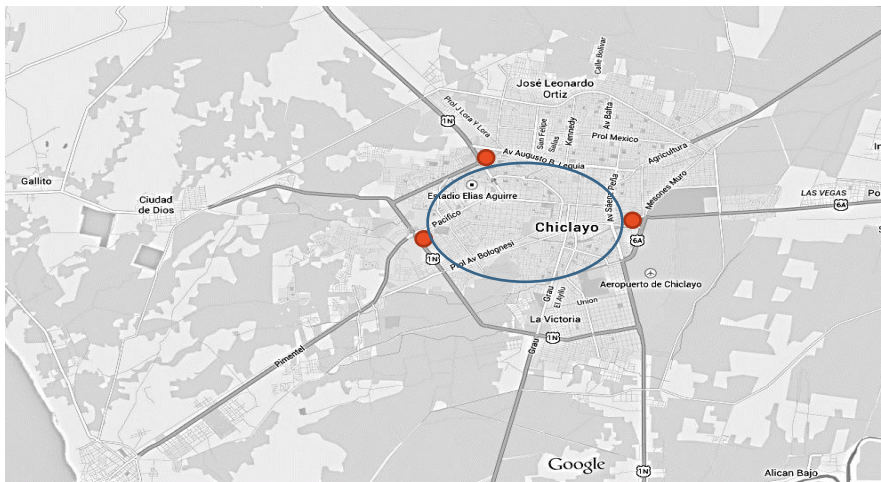 Calle Bolivar
José Leonardo
Ortiz
Prol J Lora Y Lora
1N
San Felipe
Salas
Kennedy
Av Balta
Prol Mexico
Agricultura
Av Augusto B. Leguia
Gallito
Ciudad
de Dios
Estadio Elias Aguirre
Av Saenz Peña
Mesones Muro
LAS VEGAS
6A
Pacifico
Chiclayo
6A
1N
Prol Av Bolognesi
Aeropuerto de Chiclayo
Grau
El Ayllu
Union
La Victoria
1N
Grau
Pimentel
Google
1N
Alican Bajo